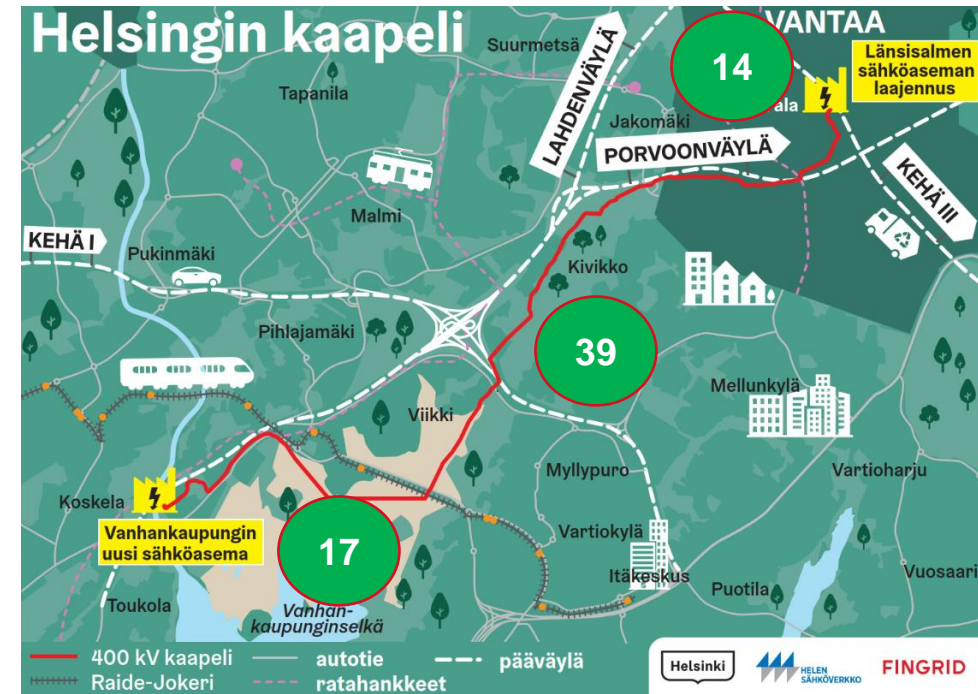 Helsingin kaapeli
VANTAA
Suurmetsä
14
Länsisalmen
sähköaseman
laajennus
Tapanila
LAHDENVÄYLÄ
Jakomäki
ala
PORVOONVÄYLÄ
KEHÄ III
Malmi
KEHÄ I
Pukinmäki
Kivikko
Pihlajamäki
39
Mellunkylä
Viikki
Myllypuro
Vartioharju
Koskela
Vanhankaupungin
uusi sähköasema
17
Vartiokylä
Itäkeskus
Puotila
Vuosaari
Toukola
Vanhan-
kaupunginselkä
400 kV kaapeli
autotie
pääväylä
Raide-Jokeri
ratahankkeet
Helsinki
HELEN
SÄHKÖVERKKO
FINGRID